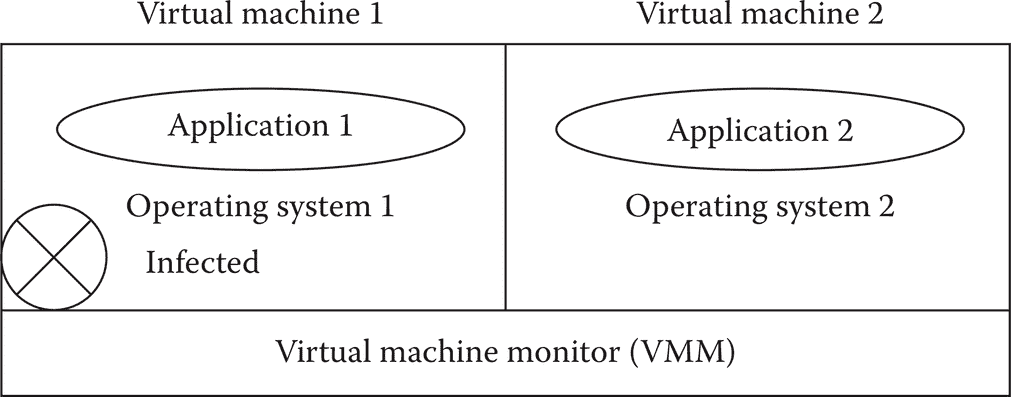 Virtual machine 1
Virtual machine 2
Application 1
Application 2
Operating system 1
Operating system 2
Infected
Virtual machine monitor (VMM)